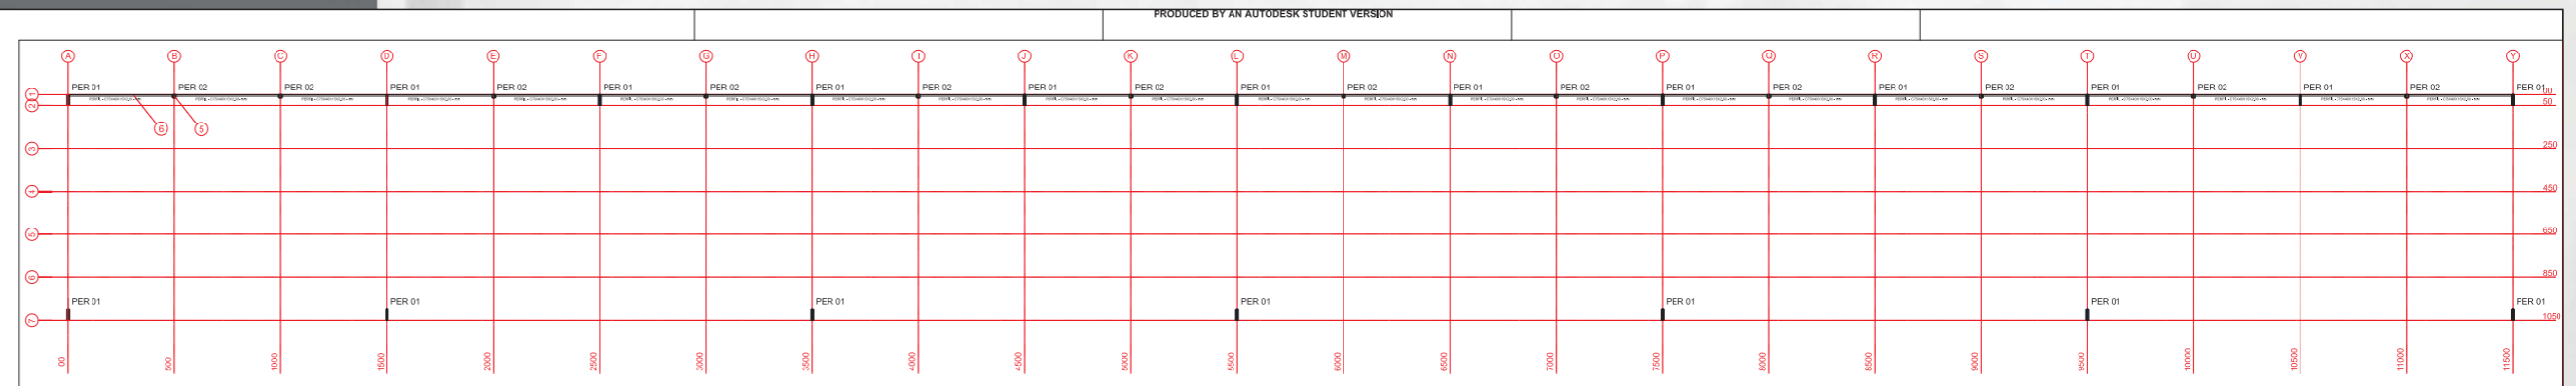 PRODUCED BY AN AUTODESK STUDENT VERSION
A B C D E F G H I J K L M N O P Q R S T U V X Y
PER 01 PER 02 PER 02 PER 01 PER 02 PER 01 PER 02 PER 01 PER 02 PER 01 PER 02 PER 01 PER 02 PER 01 PER 02 PER 01 PER 02 PER 01 PER 02 PER 01 PER 02 PER 01 PER 02 PER 01
1 00
2 50
6 5
3 250
4 450
5 650
6 850
PER 01 PER 01 PER 01 PER 01 PER 01 PER 01 PER 01
7 1050
00 500 1000 1500 2000 2500 3000 3500 4000 4500 5000 5500 6000 6500 7000 7500 8000 8500 9000 9500 10000 10500 11000 11500